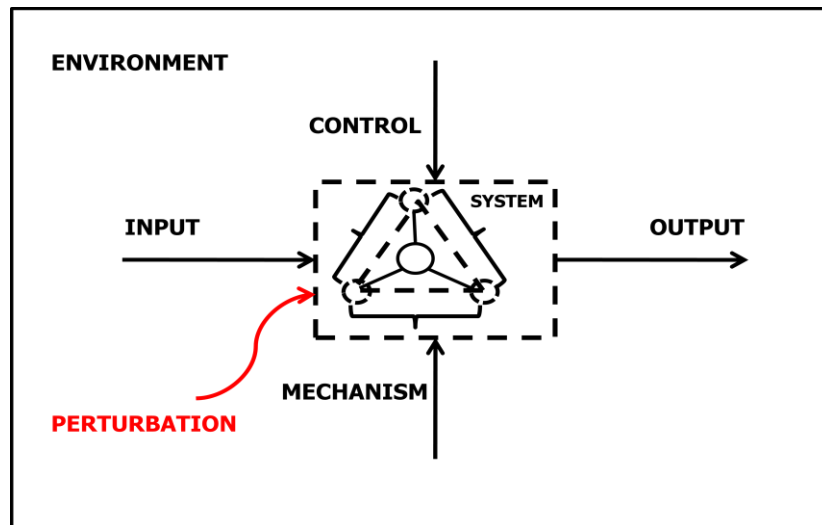 ENVIRONMENT
CONTROL
SYSTEM
INPUT
OUTPUT
MECHANISM
PERTURBATION